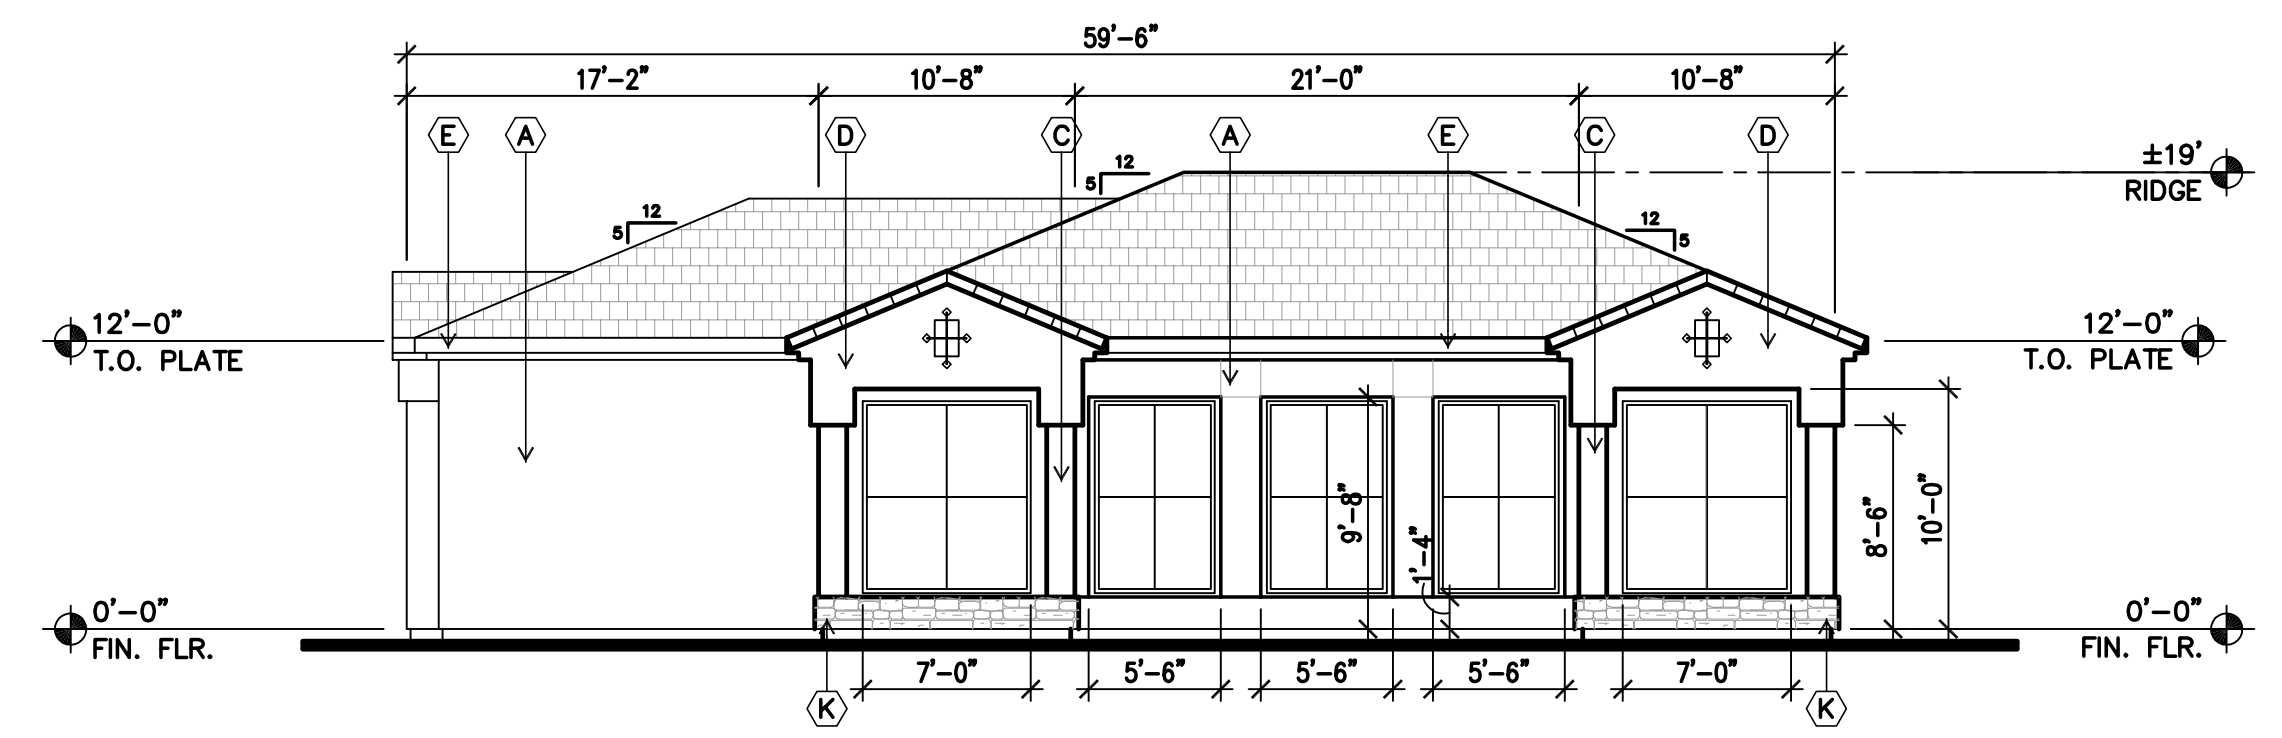 59'-6"
17'-2" 10'-8" 21'-0" 10'-8"
E A D C A E C D
12
5
±19'
RIDGE
12
5
12
5
12'-0"
T.O. PLATE
12'-0"
T.O. PLATE
9'-8"
1'-4"
8'-6"
10'-0"
0'-0"
FIN. FLR.
0'-0"
FIN. FLR.
7'-0" 5'-6" 5'-6" 5'-6" 7'-0"
K K